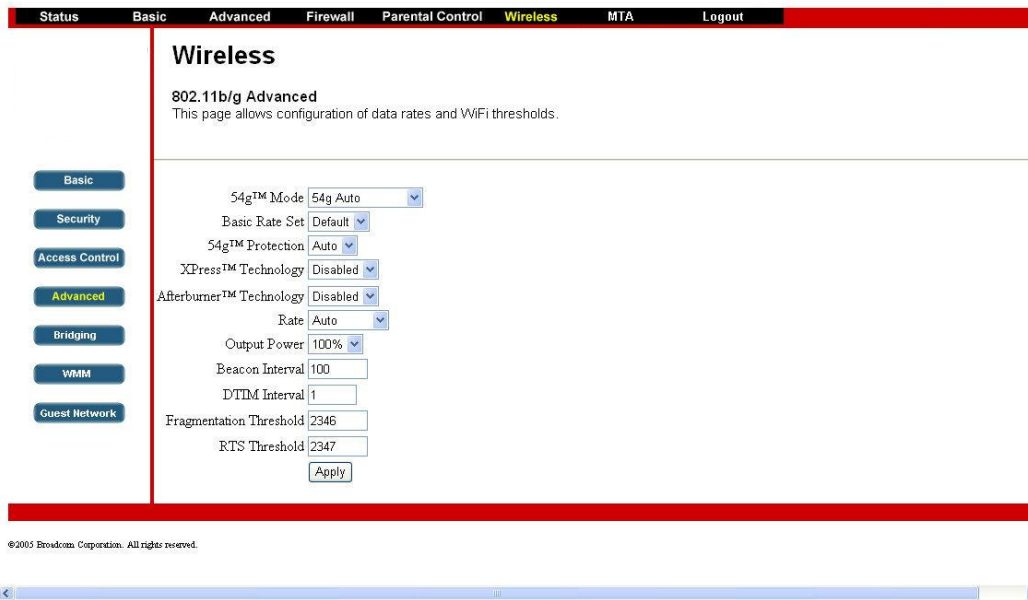 Status Basic Advanced Firewall Parental Control Wireless MTA Logout
Wireless
802.11b/g Advanced
This page allows configuration of data rates and WiFi thresholds.
Basic
Security
Access Control
Advanced
Bridging
WMM
Guest Network
54g™ Mode 54g Auto
Basic Rate Set Default
54g™ Protection Auto
XPress™ Technology Disabled
Afterburner™ Technology Disabled
Rate Auto
Output Power 100%
Beacon Interval 100
DTIM Interval 1
Fragmentation Threshold 2346
RTS Threshold 2347
Apply
©2005 Broadcom Corporation. All rights reserved.